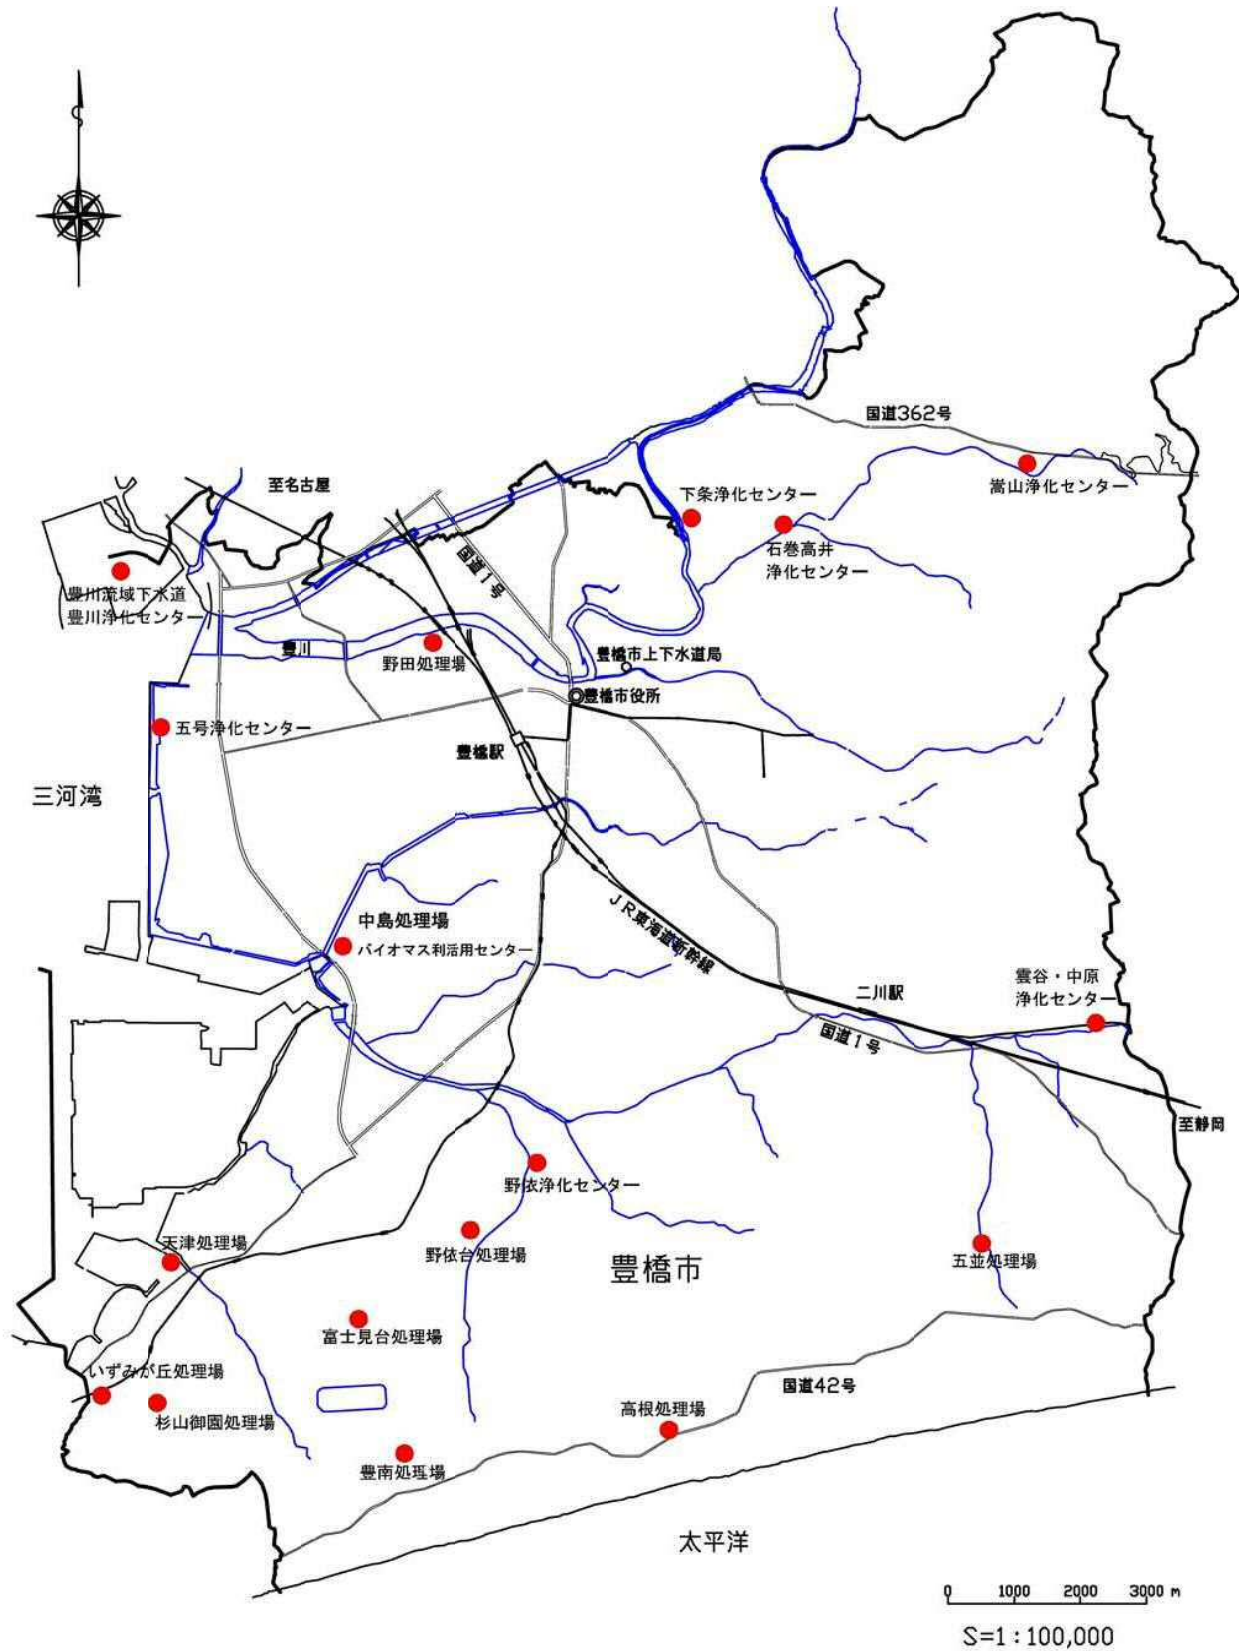 国道362号
嵩山浄化センター
至名古屋
下条浄化センター
国道1号
石巻高井
浄化センター
豊川流域下水道
豊川浄化センター
豊川
野田処理場
豊橋市上下水道局
豊橋市役所
五号浄化センター
豊橋駅
三河湾
中島処理場
バイオマス利活用センター
JR東海道新幹線
二川駅
雲谷・中原
浄化センター
国道1号
至静岡
野依浄化センター
天津処理場
野依台処理場
豊橋市
五並処理場
富士見台処理場
いずみが丘処理場
国道42号
杉山御園処理場
高根処理場
豊南処理場
太平洋
0 1000 2000 3000 m
S=1:100,000